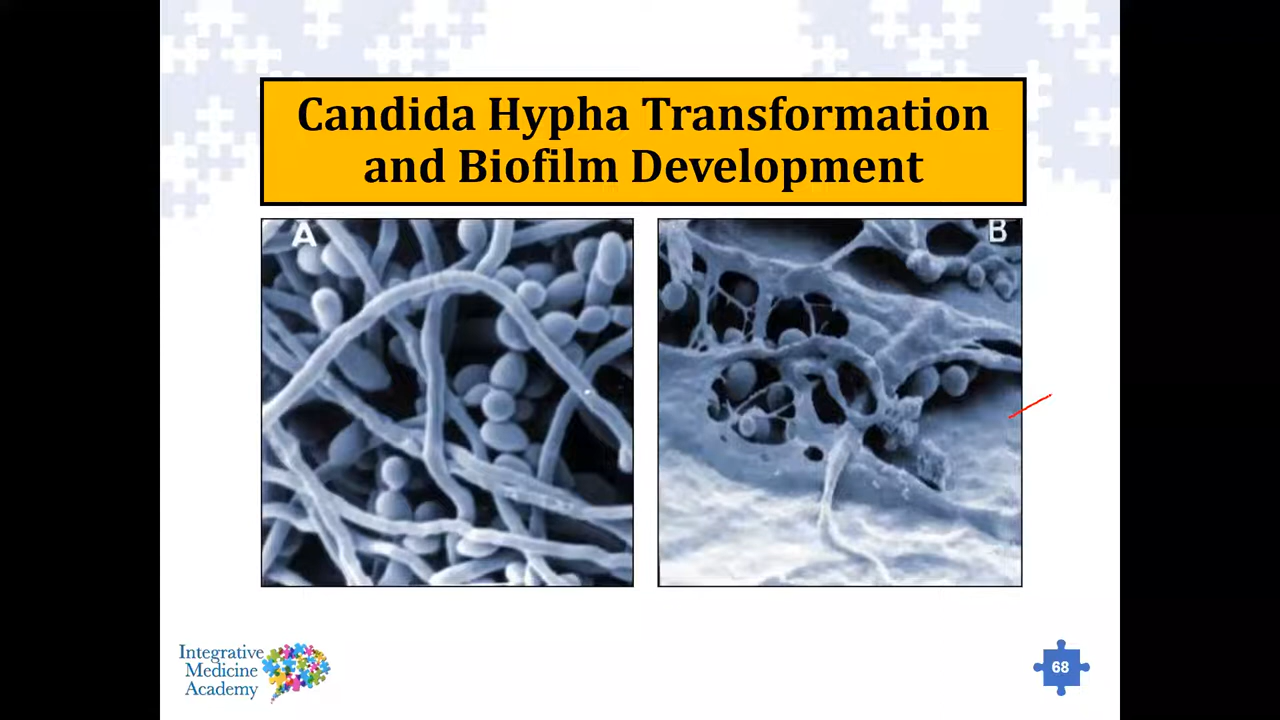 Candida Hypha Transformation
and Biofilm Development
A
B
Integrative
Medicine
Academy
68